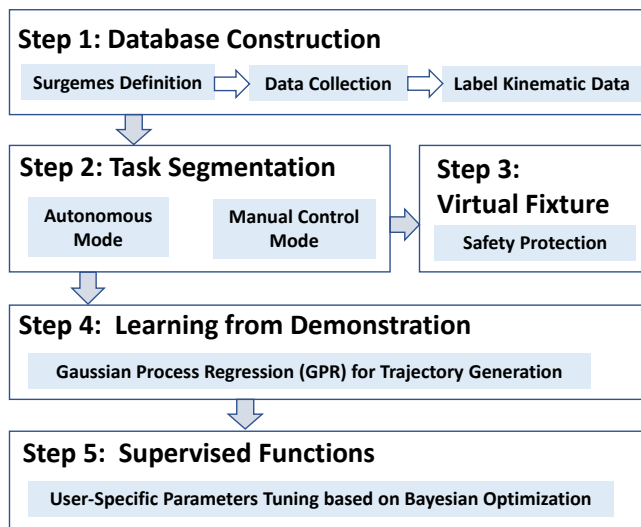 Step 1: Database Construction
Surgemes Definition
Data Collection
Label Kinematic Data
Step 2: Task Segmentation
Autonomous
Mode
Manual Control
Mode
Step 3:
Virtual Fixture
Safety Protection
Step 4: Learning from Demonstration
Gaussian Process Regression (GPR) for Trajectory Generation
Step 5: Supervised Functions
User-Specific Parameters Tuning based on Bayesian Optimization